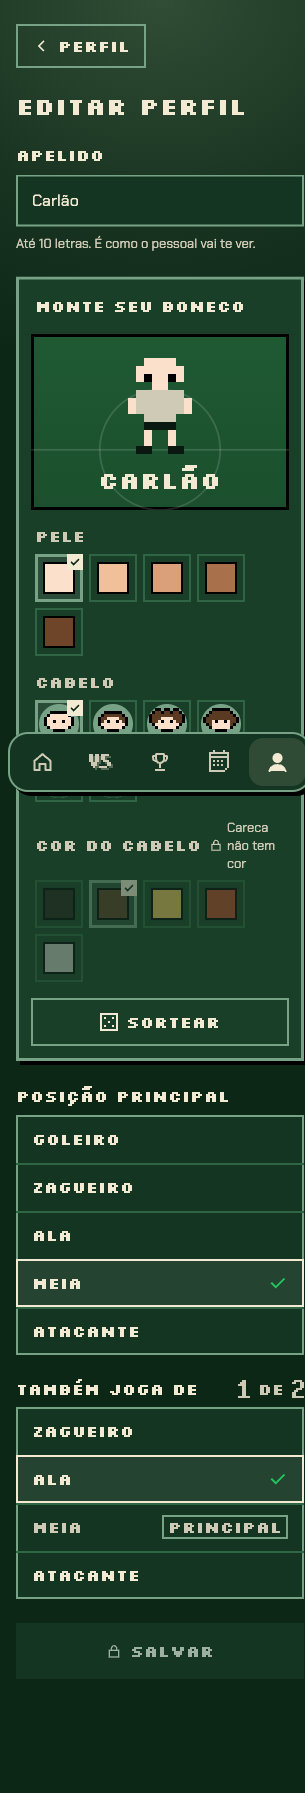 PERFIL
EDITAR PERFIL
APELIDO
Carlão
Até 10 letras. É como o pessoal vai te ver.
MONTE SEU BONECO
CARLÃO
PELE
CABELO
VS
COR DO CABELO
Careca
não tem
cor
SORTEAR
POSIÇÃO PRINCIPAL
GOLEIRO
ZAGUEIRO
ALA
MEIA
ATACANTE
TAMBÉM JOGA DE 1 DE 2
ZAGUEIRO
ALA
MEIA PRINCIPAL
ATACANTE
SALVAR